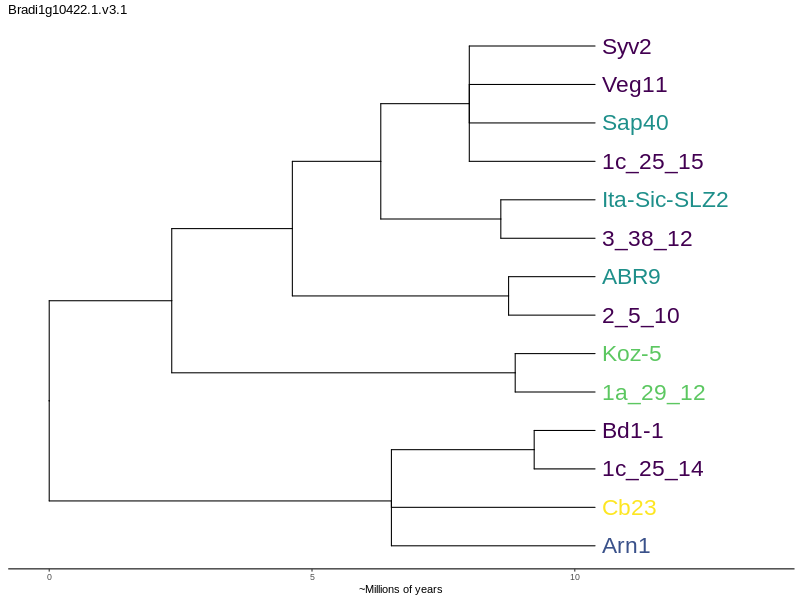 Bradi1g10422.1.v3.1
Syv2
Veg11
Sap40
1c_25_15
Ita-Sic-SLZ2
3_38_12
ABR9
2_5_10
Koz-5
1a_29_12
Bd1-1
1c_25_14
Cb23
Arn1
0 5 10
~Millions of years